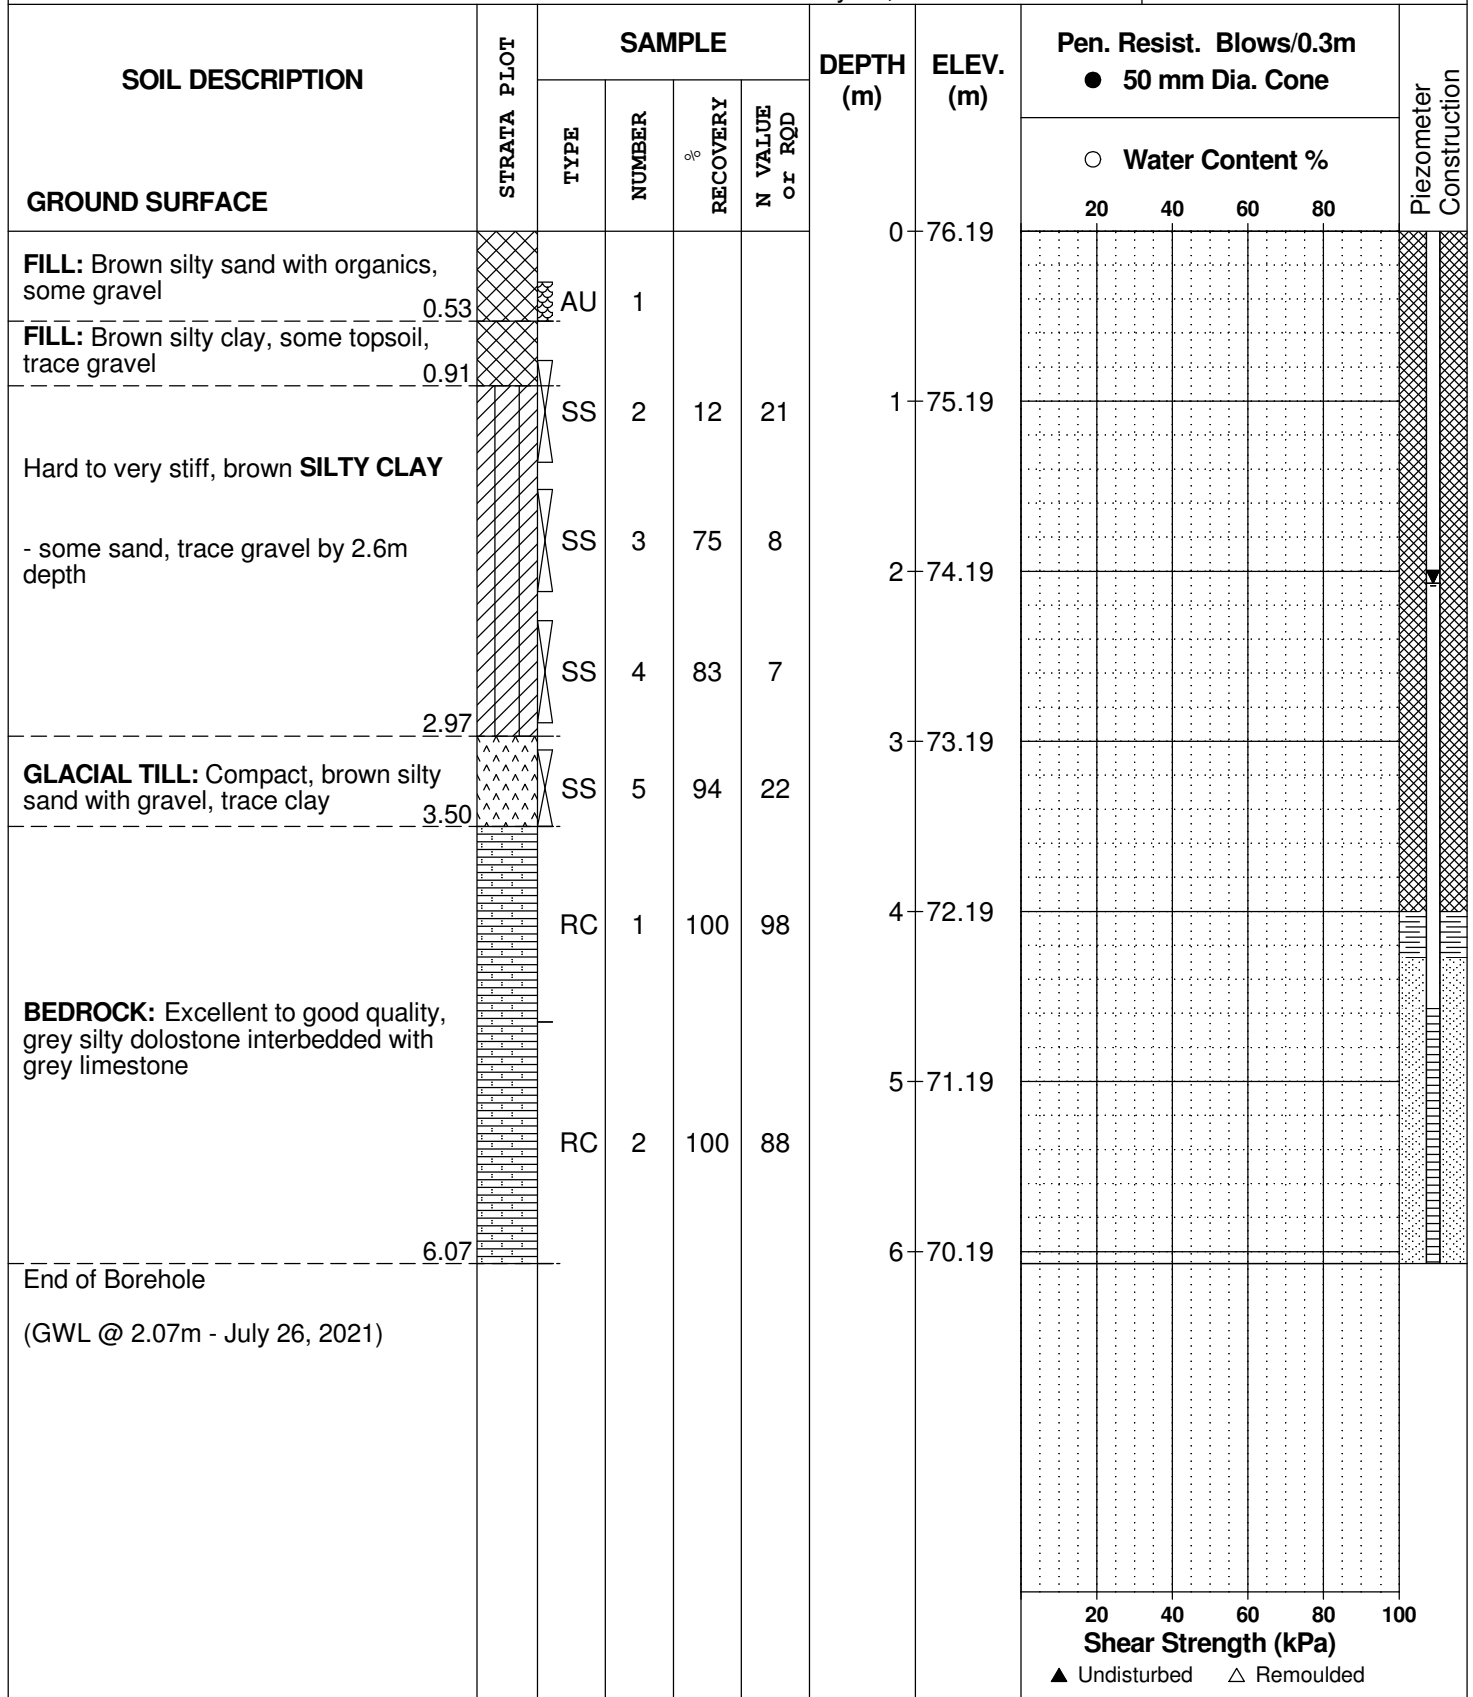 SOIL DESCRIPTION
GROUND SURFACE
STRATA PLOT
SAMPLE
TYPE
NUMBER
% RECOVERY
N VALUE or RQD
DEPTH (m)
ELEV. (m)
Pen. Resist. Blows/0.3m
● 50 mm Dia. Cone
○ Water Content %
20 40 60 80
Piezometer Construction
0 76.19
FILL: Brown silty sand with organics,
some gravel
0.53
AU 1
FILL: Brown silty clay, some topsoil,
trace gravel
0.91
1 75.19
SS 2 12 21
Hard to very stiff, brown SILTY CLAY
- some sand, trace gravel by 2.6m
depth
SS 3 75 8
2 74.19
SS 4 83 7
2.97
3 73.19
GLACIAL TILL: Compact, brown silty
sand with gravel, trace clay
3.50
SS 5 94 22
4 72.19
RC 1 100 98
BEDROCK: Excellent to good quality,
grey silty dolostone interbedded with
grey limestone
5 71.19
RC 2 100 88
6.07
6 70.19
End of Borehole
(GWL @ 2.07m - July 26, 2021)
20 40 60 80 100
Shear Strength (kPa)
▲ Undisturbed △ Remoulded